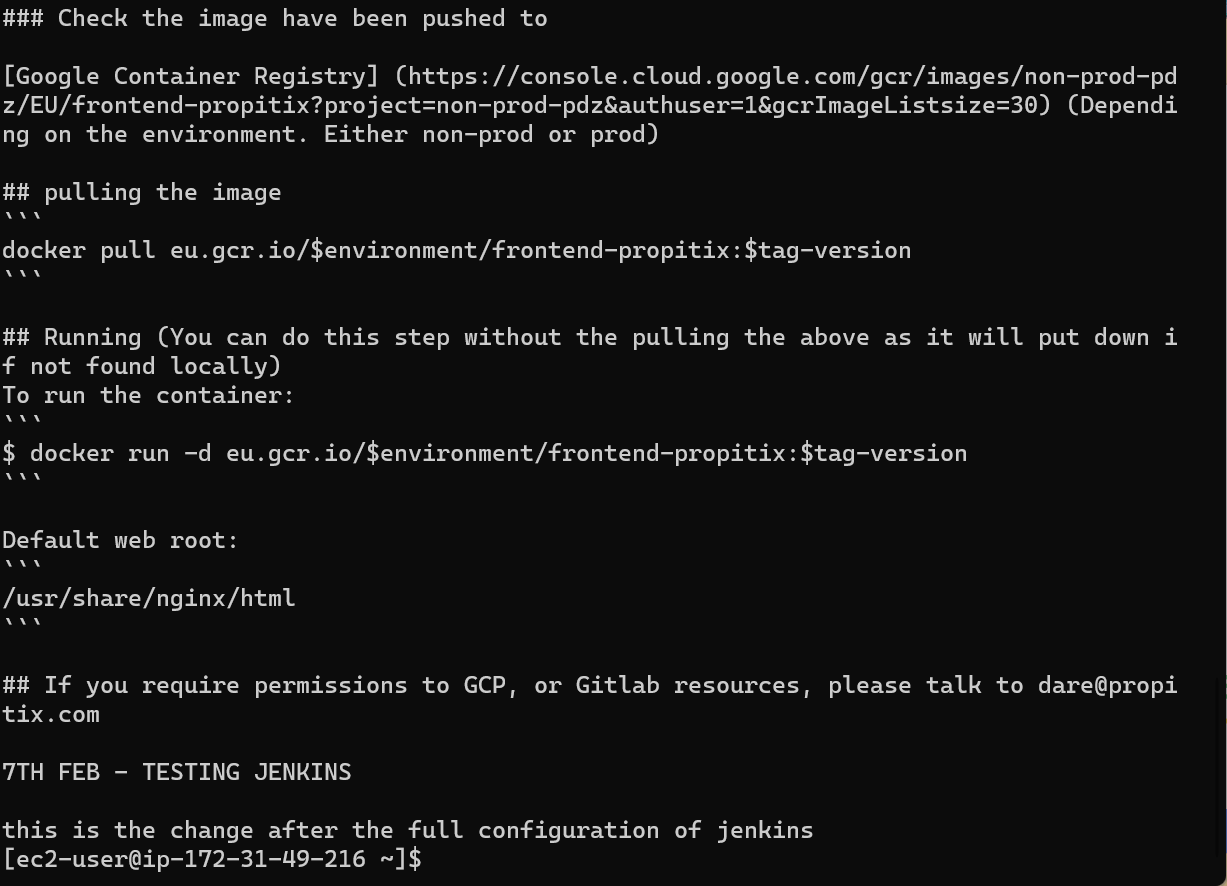 ### Check the image have been pushed to
[Google Container Registry] (https://console.cloud.google.com/gcr/images/non-prod-pd
z/EU/frontend-propitix?project=non-prod-pdz&authuser=1&gcrImageListsize=30) (Dependi
ng on the environment. Either non-prod or prod)
## pulling the image
```
docker pull eu.gcr.io/$environment/frontend-propitix:$tag-version
```
## Running (You can do this step without the pulling the above as it will put down i
f not found locally)
To run the container:
```
$ docker run -d eu.gcr.io/$environment/frontend-propitix:$tag-version
```
Default web root:
```
/usr/share/nginx/html
```
## If you require permissions to GCP, or Gitlab resources, please talk to dare@propi
tix.com
7TH FEB - TESTING JENKINS
this is the change after the full configuration of jenkins
[ec2-user@ip-172-31-49-216 ~]$